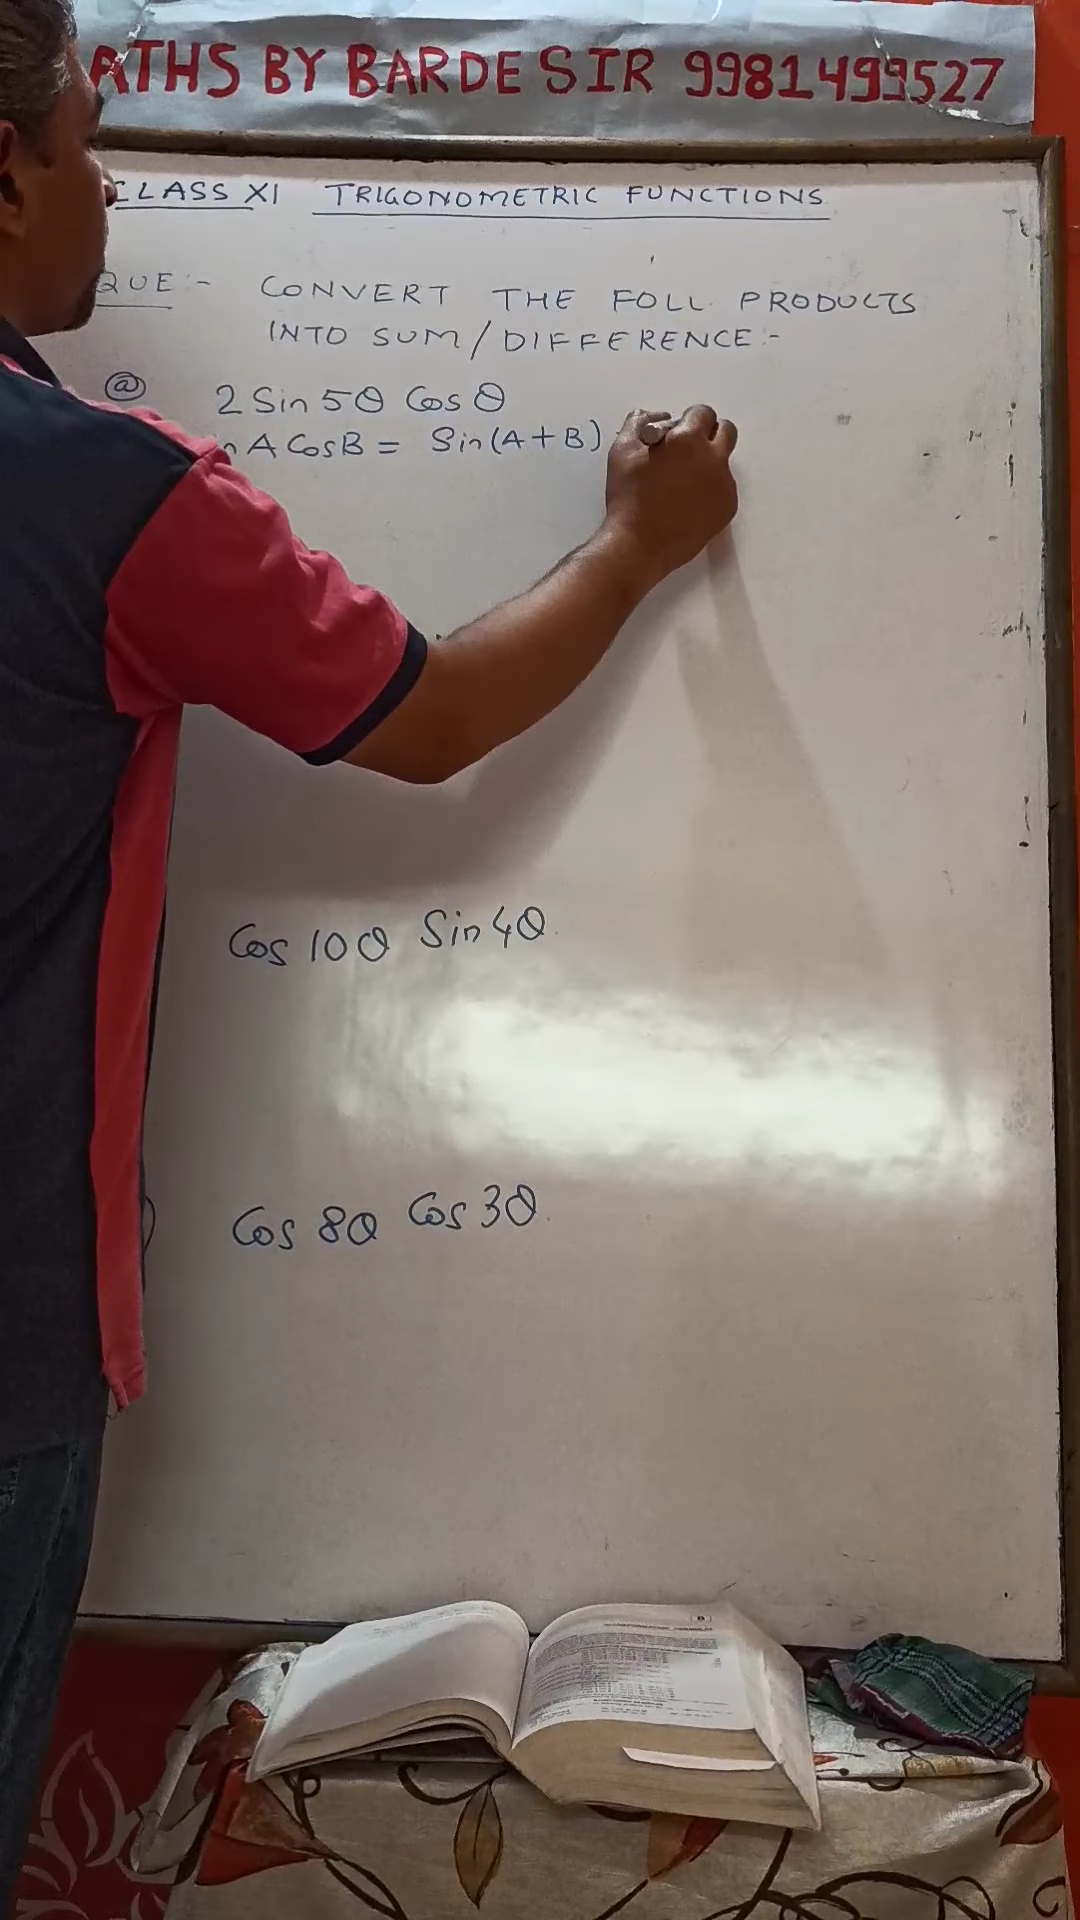 ATHS BY BARDE SIR 9981499527
CLASS XI TRIGONOMETRIC FUNCTIONS
QUE:- CONVERT THE FOLL. PRODUCTS
INTO SUM/DIFFERENCE:-
ⓐ 2 Sin 5θ Cos θ
n A Cos B = Sin(A+B)
Cos 10θ Sin 4θ
Cos 8θ Cos 3θ